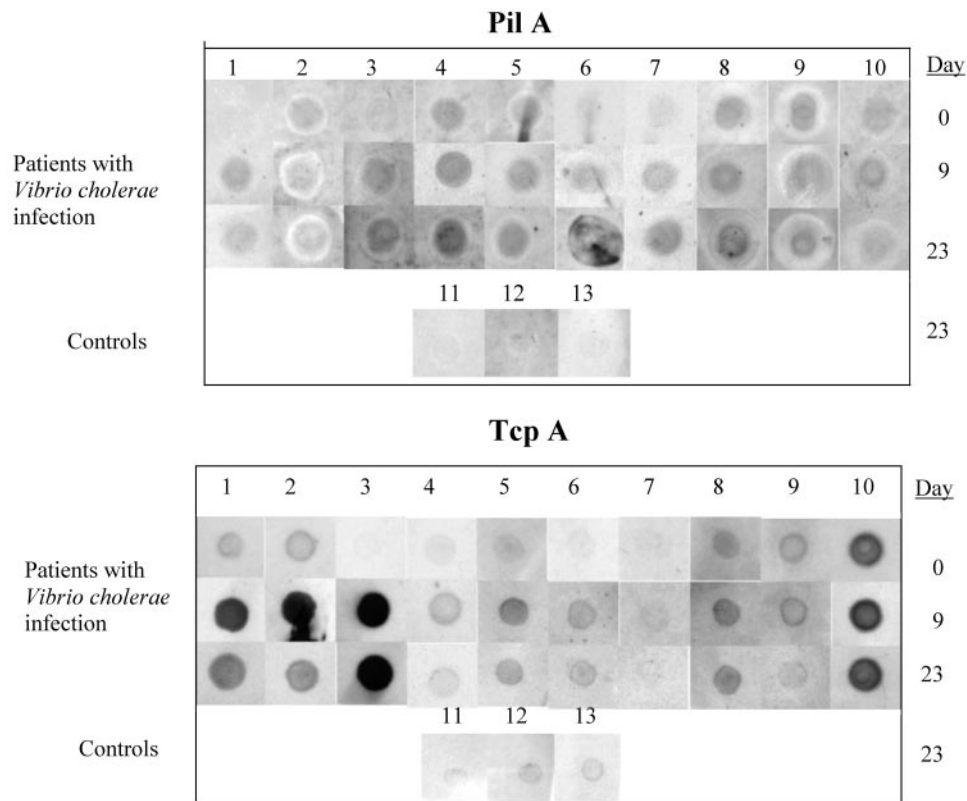 Pil A
1 2 3 4 5 6 7 8 9 10 Day
0
Patients with
Vibrio cholerae
infection
9
23
11 12 13
Controls
23
Tcp A
1 2 3 4 5 6 7 8 9 10 Day
0
Patients with
Vibrio cholerae
infection
9
23
11 12 13
Controls
23